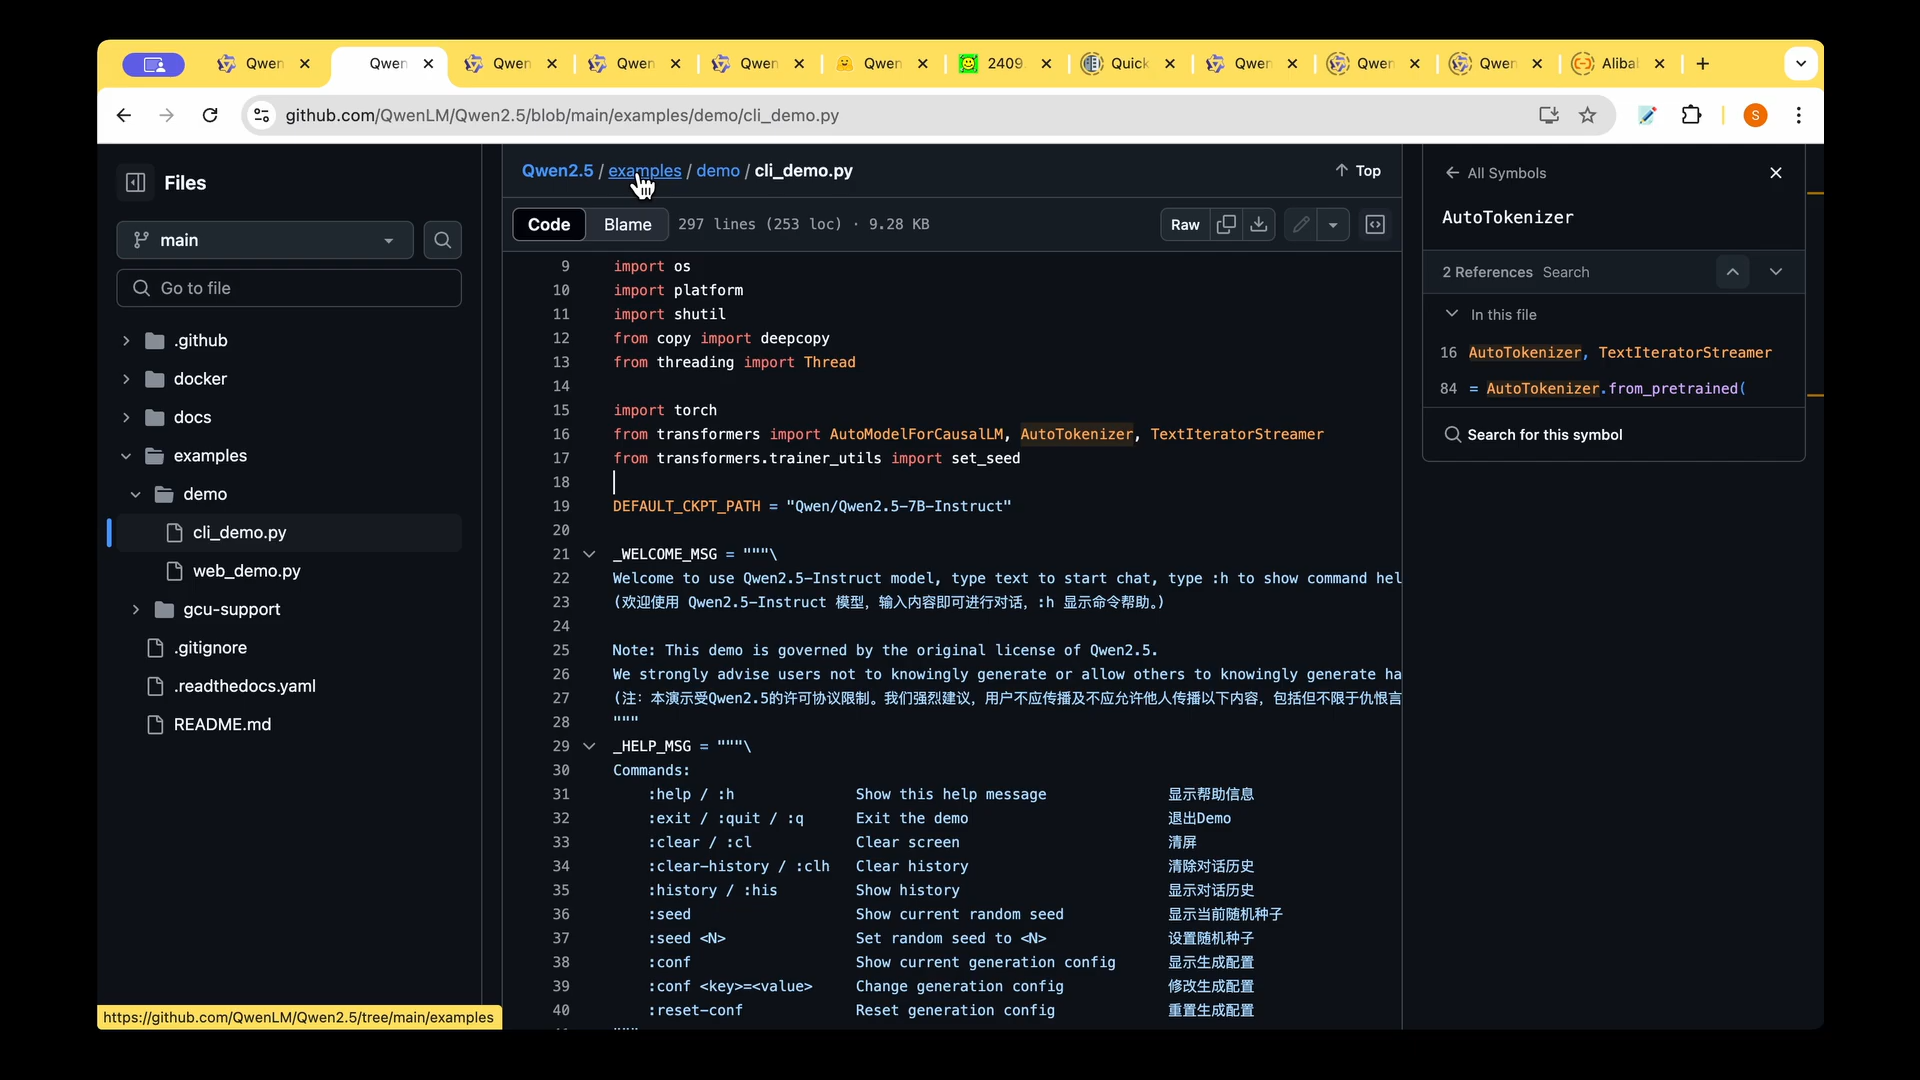 Qwen
Qwen
Qwen
Qwen
Qwen
Qwen
2409
Quick
Qwen
Qwen
Qwen
Aliba
github.com/QwenLM/Qwen2.5/blob/main/examples/demo/cli_demo.py
S
Files
main
Go to file
.github
docker
docs
examples
demo
cli_demo.py
web_demo.py
gcu-support
.gitignore
.readthedocs.yaml
README.md
https://github.com/QwenLM/Qwen2.5/tree/main/examples
Qwen2.5 / examples / demo / cli_demo.py
Top
Code Blame 297 lines (253 loc) · 9.28 KB
Raw
9 import os
10 import platform
11 import shutil
12 from copy import deepcopy
13 from threading import Thread
14
15 import torch
16 from transformers import AutoModelForCausalLM, AutoTokenizer, TextIteratorStreamer
17 from transformers.trainer_utils import set_seed
18
19 DEFAULT_CKPT_PATH = "Qwen/Qwen2.5-7B-Instruct"
20
21 _WELCOME_MSG = """\
22 Welcome to use Qwen2.5-Instruct model, type text to start chat, type :h to show command hel
23 (欢迎使用 Qwen2.5-Instruct 模型，输入内容即可进行对话，:h 显示命令帮助。)
24
25 Note: This demo is governed by the original license of Qwen2.5.
26 We strongly advise users not to knowingly generate or allow others to knowingly generate ha
27 (注：本演示受Qwen2.5的许可协议限制。我们强烈建议，用户不应传播及不应允许他人传播以下内容，包括但不限于仇恨言
28 """
29 _HELP_MSG = """\
30 Commands:
31 :help / :h Show this help message 显示帮助信息
32 :exit / :quit / :q Exit the demo 退出Demo
33 :clear / :cl Clear screen 清屏
34 :clear-history / :clh Clear history 清除对话历史
35 :history / :his Show history 显示对话历史
36 :seed Show current random seed 显示当前随机种子
37 :seed <N> Set random seed to <N> 设置随机种子
38 :conf Show current generation config 显示生成配置
39 :conf <key>=<value> Change generation config 修改生成配置
40 :reset-conf Reset generation config 重置生成配置
All Symbols
AutoTokenizer
2 References Search
In this file
16 AutoTokenizer, TextIteratorStreamer
84 = AutoTokenizer.from_pretrained(
Search for this symbol